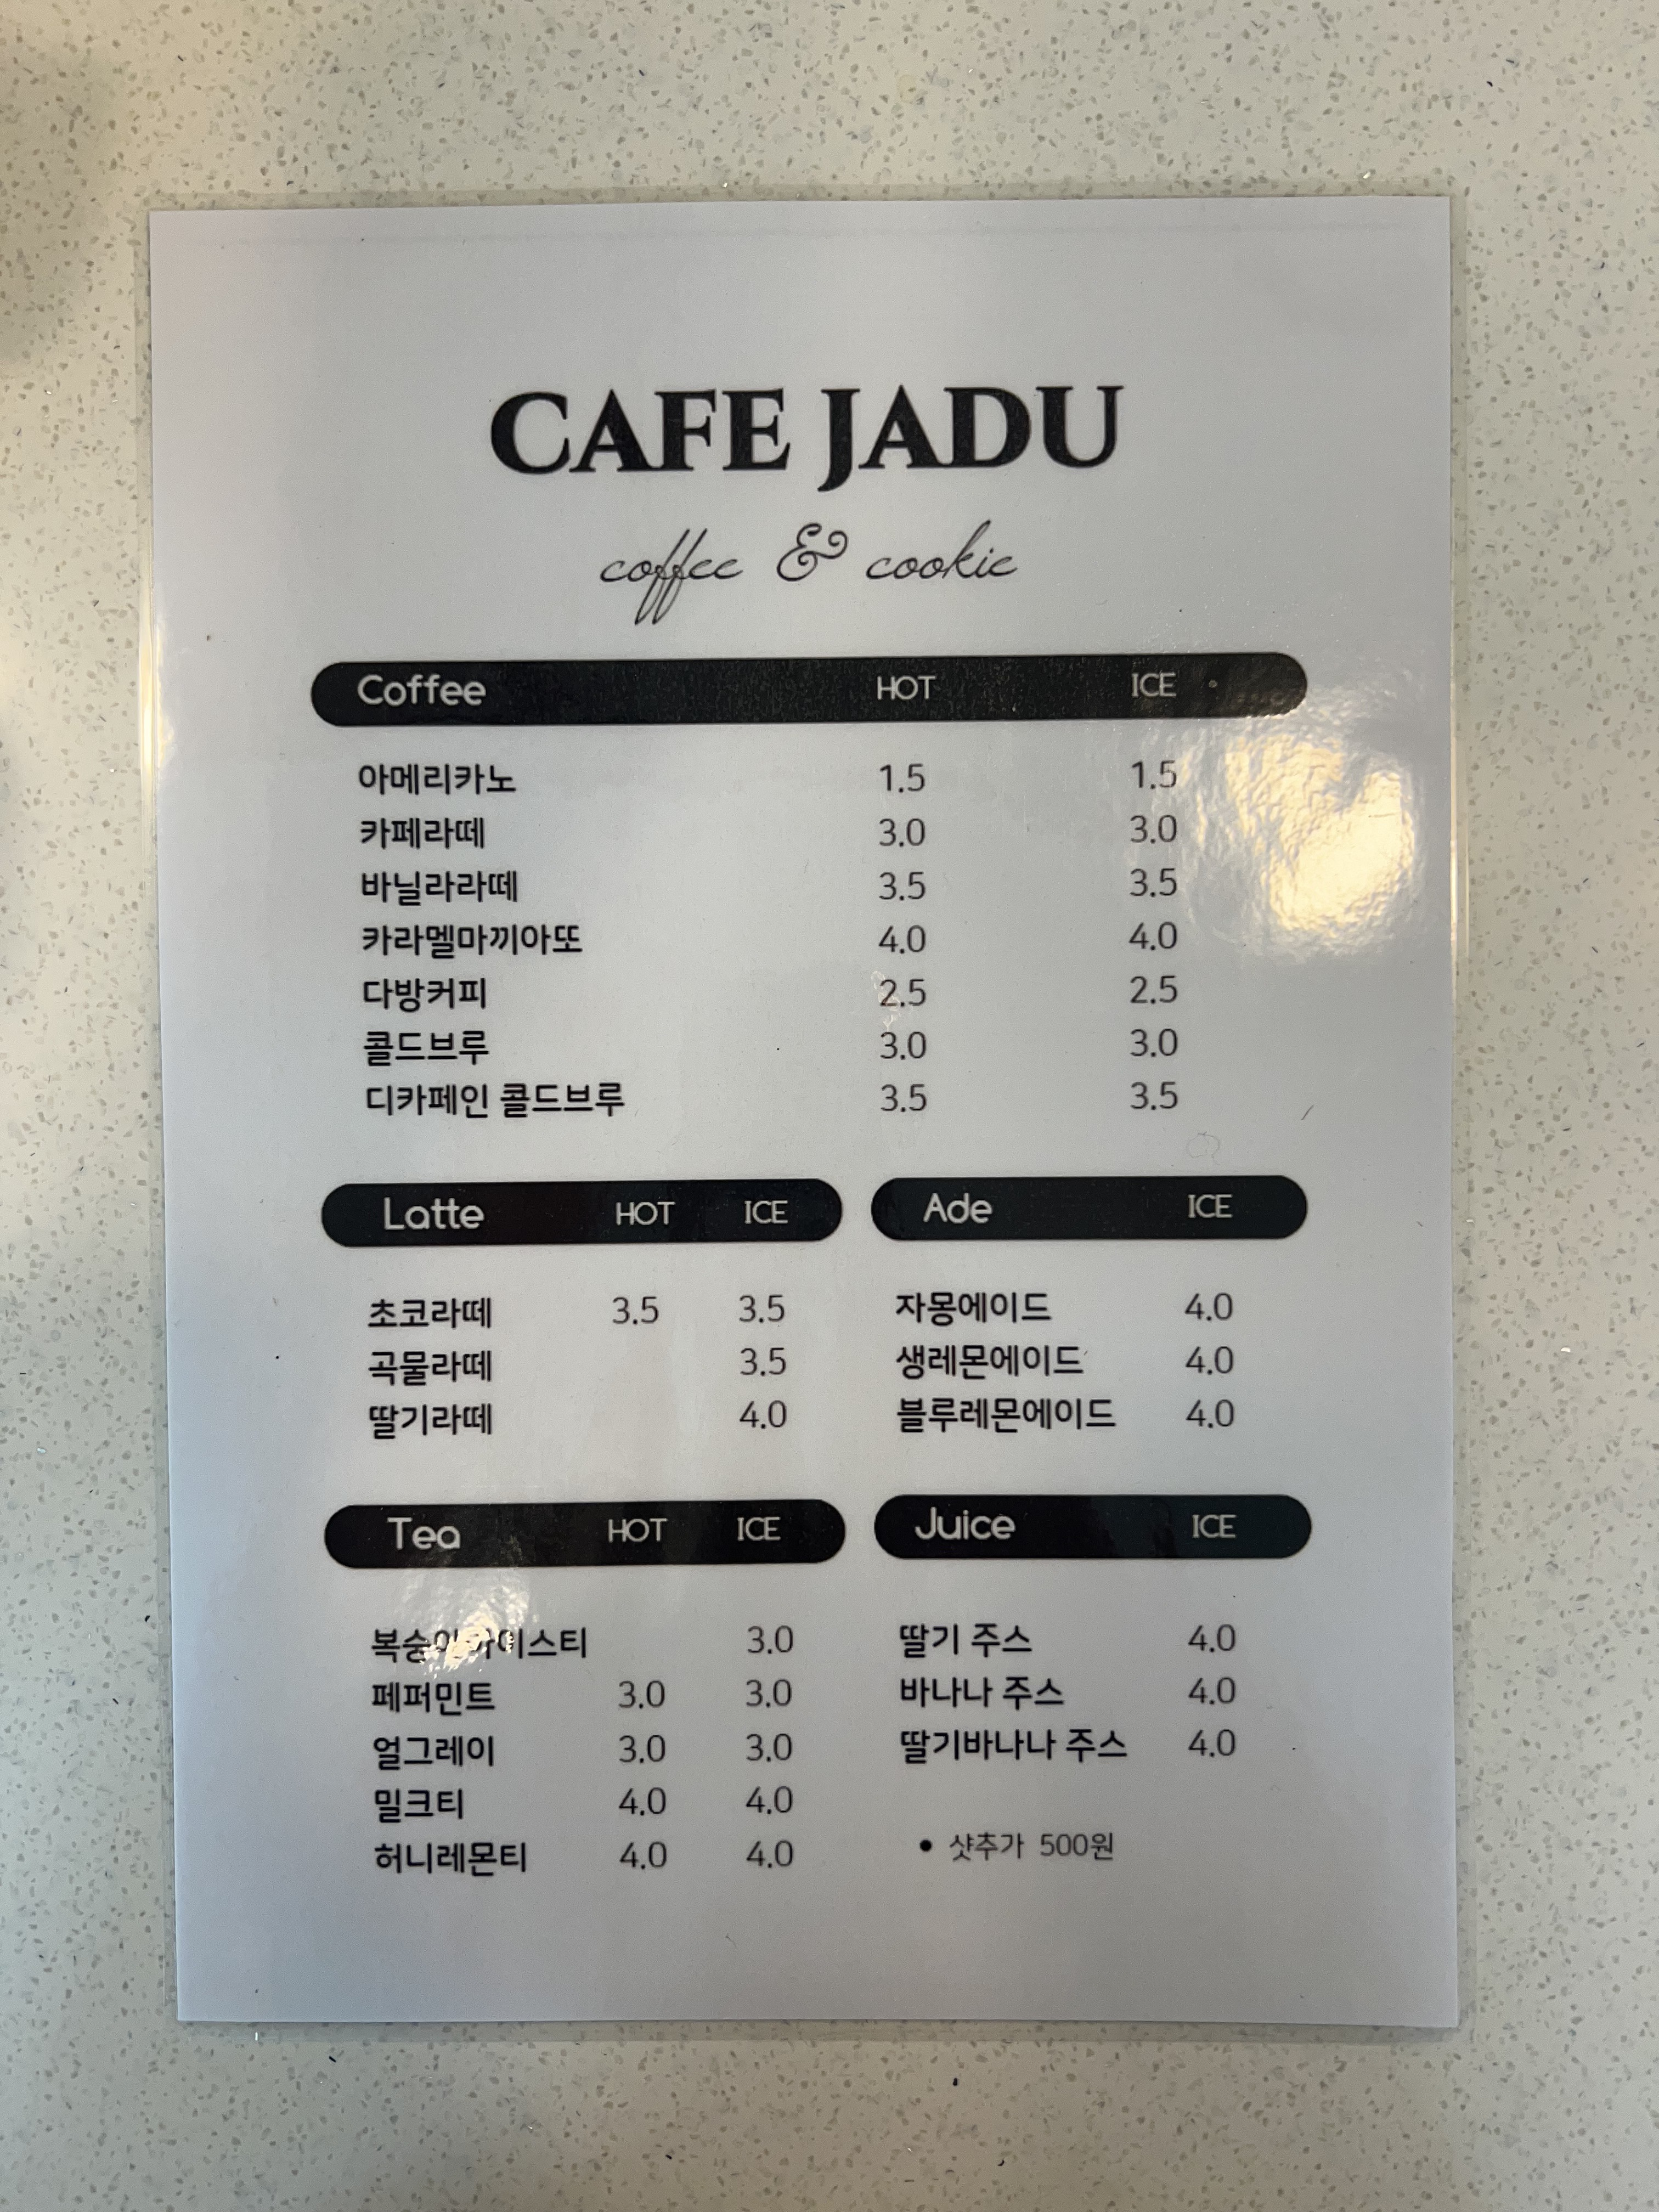 CAFE JADU
coffee & cookie
Coffee HOT ICE
아메리카노 1.5 1.5
카페라떼 3.0 3.0
바닐라라떼 3.5 3.5
카라멜마끼아또 4.0 4.0
다방커피 2.5 2.5
콜드브루 3.0 3.0
디카페인 콜드브루 3.5 3.5
Latte HOT ICE
초코라떼 3.5 3.5
곡물라떼 3.5
딸기라떼 4.0
Ade ICE
자몽에이드 4.0
생레몬에이드 4.0
블루레몬에이드 4.0
Tea HOT ICE
복숭아아이스티 3.0
페퍼민트 3.0 3.0
얼그레이 3.0 3.0
밀크티 4.0 4.0
허니레몬티 4.0 4.0
Juice ICE
딸기 주스 4.0
바나나 주스 4.0
딸기바나나 주스 4.0
• 샷추가 500원